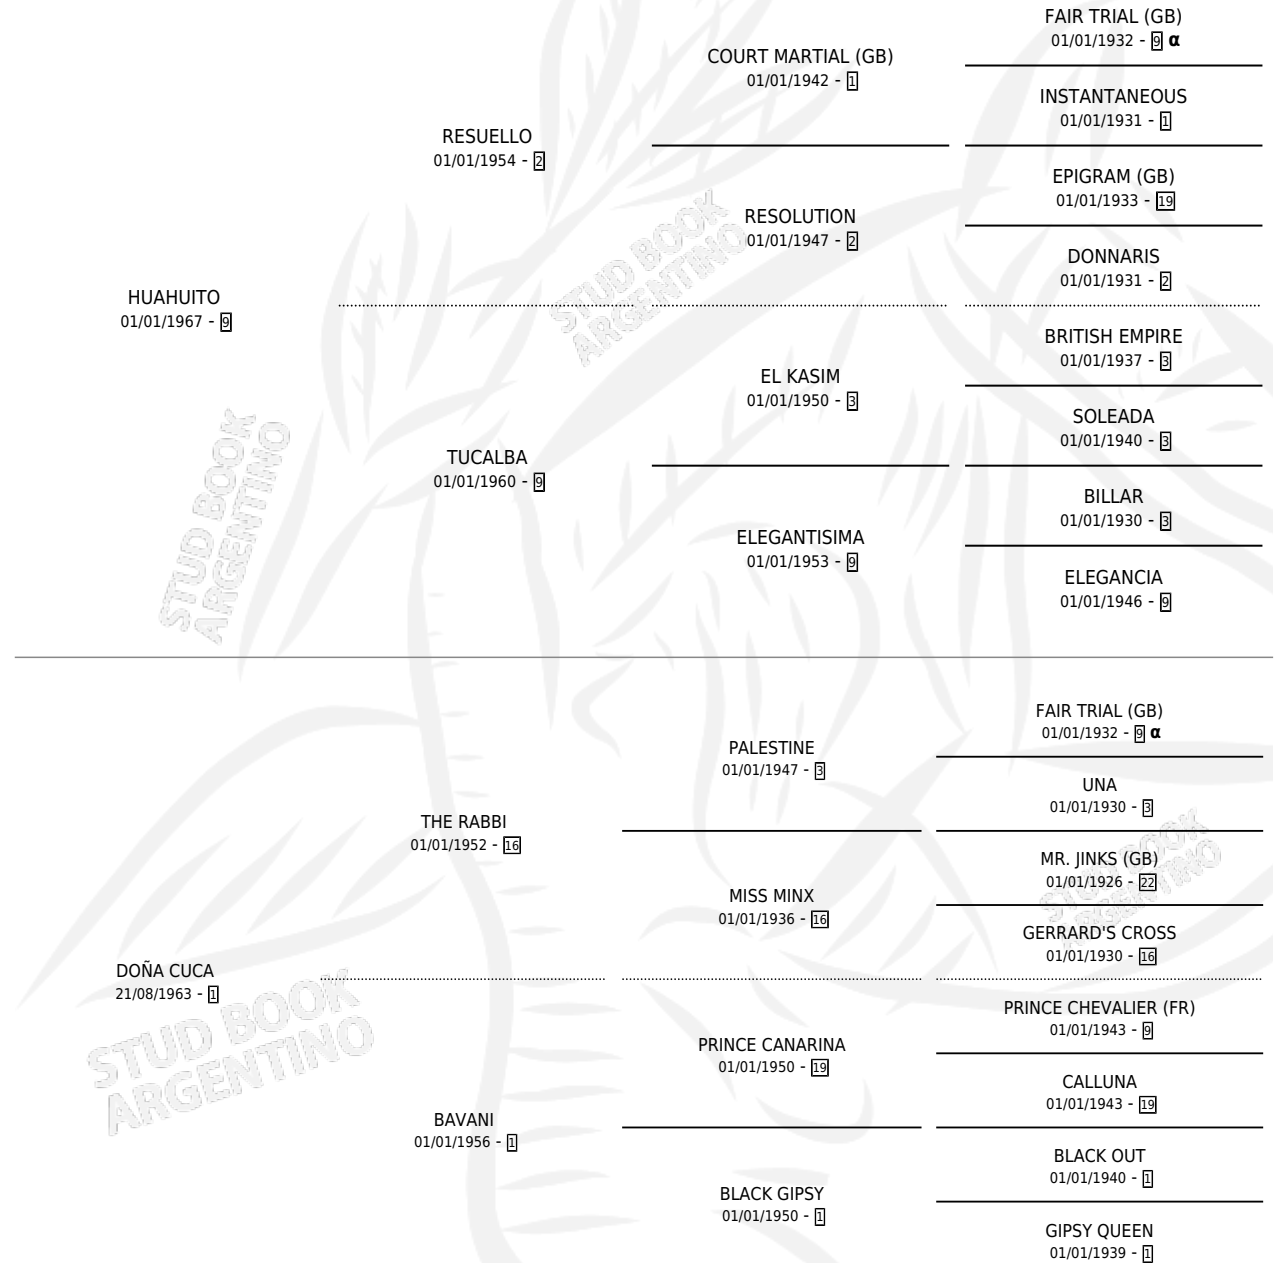 FAIR TRIAL (GB)
01/01/1932 - 9 α
COURT MARTIAL (GB)
01/01/1942 - 1
INSTANTANEOUS
01/01/1931 - 1
RESUELLO
01/01/1954 - 2
EPIGRAM (GB)
01/01/1933 - 19
RESOLUTION
01/01/1947 - 2
DONNARIS
01/01/1931 - 2
HUAHUITO
01/01/1967 - 9
BRITISH EMPIRE
01/01/1937 - 3
EL KASIM
01/01/1950 - 3
SOLEADA
01/01/1940 - 3
TUCALBA
01/01/1960 - 9
BILLAR
01/01/1930 - 3
ELEGANTISIMA
01/01/1953 - 9
ELEGANCIA
01/01/1946 - 9
STUD BOOK
ARGENTINO
STUD BOOK
ARGENTINO
FAIR TRIAL (GB)
01/01/1932 - 9 α
PALESTINE
01/01/1947 - 3
UNA
01/01/1930 - 3
THE RABBI
01/01/1952 - 16
MR. JINKS (GB)
01/01/1926 - 22
MISS MINX
01/01/1936 - 16
GERRARD'S CROSS
01/01/1930 - 16
DOÑA CUCA
21/08/1963 - 1
PRINCE CHEVALIER (FR)
01/01/1943 - 9
PRINCE CANARINA
01/01/1950 - 19
CALLUNA
01/01/1943 - 19
BAVANI
01/01/1956 - 1
BLACK OUT
01/01/1940 - 1
BLACK GIPSY
01/01/1950 - 1
GIPSY QUEEN
01/01/1939 - 1
STUD BOOK
ARGENTINO
STUD BOOK
ARGENTINO